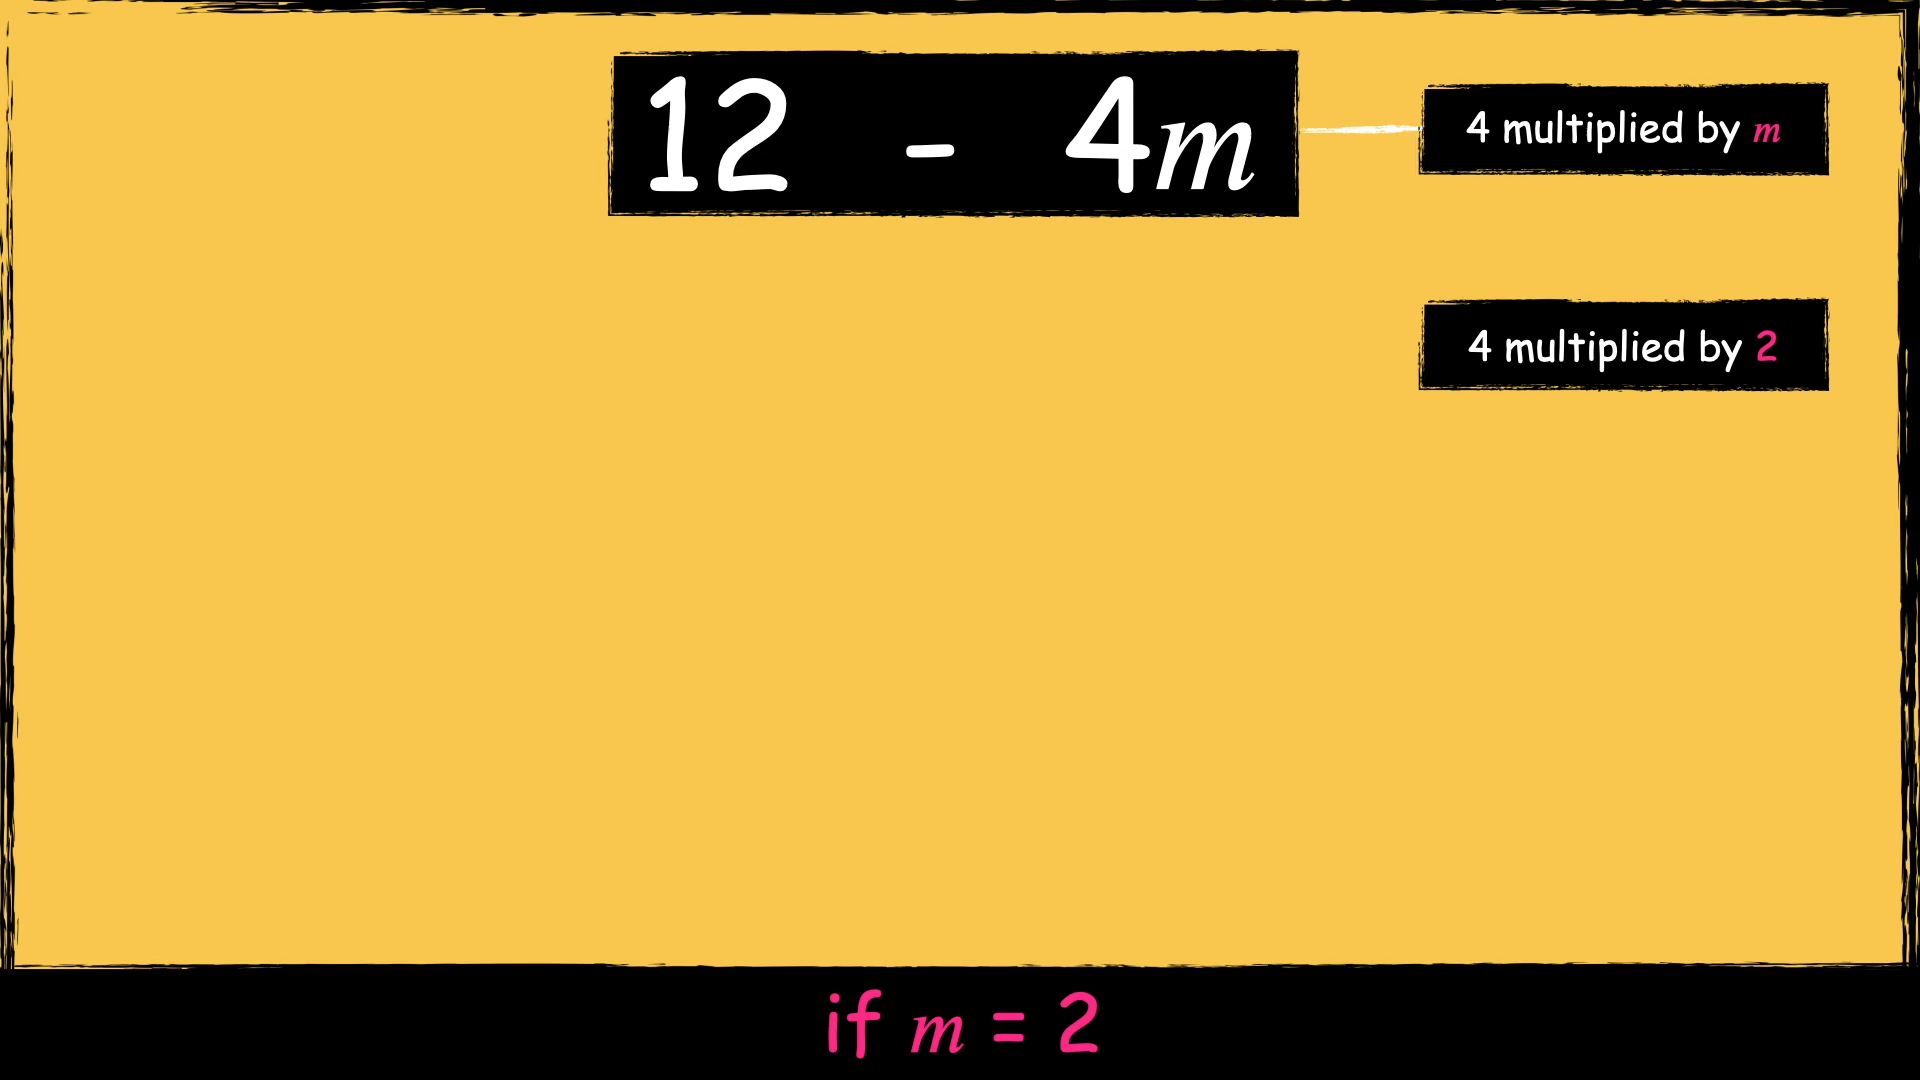 12 - 4m
4 multiplied by m
4 multiplied by 2
if m = 2